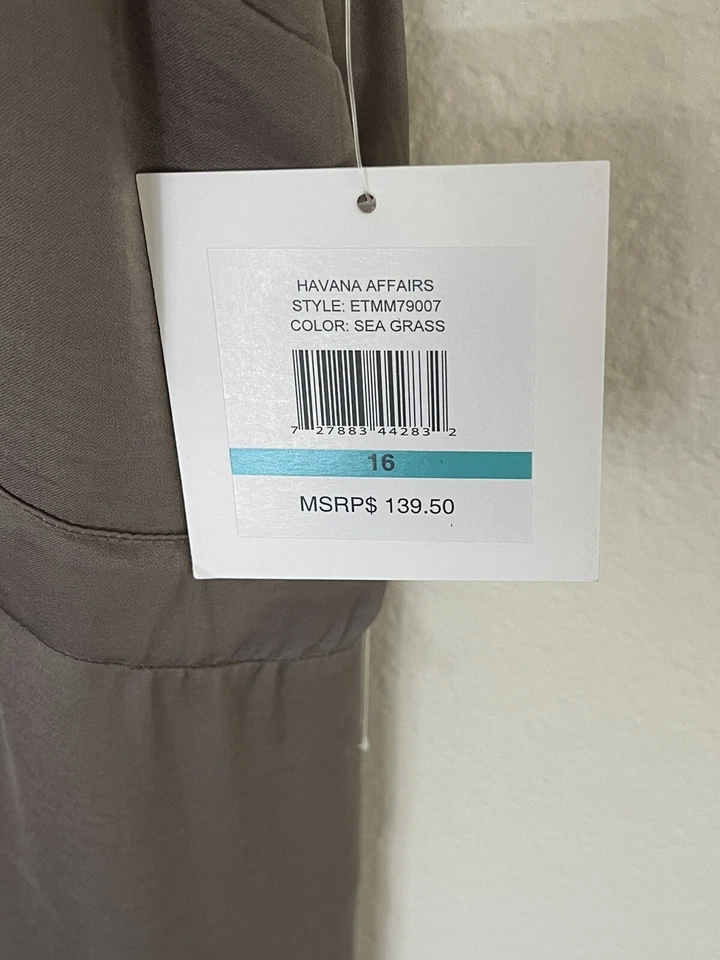 HAVANA AFFAIRS
STYLE: ETMM79007
COLOR: SEA GRASS
7 27883 44283 2
16
MSRP$ 139.50